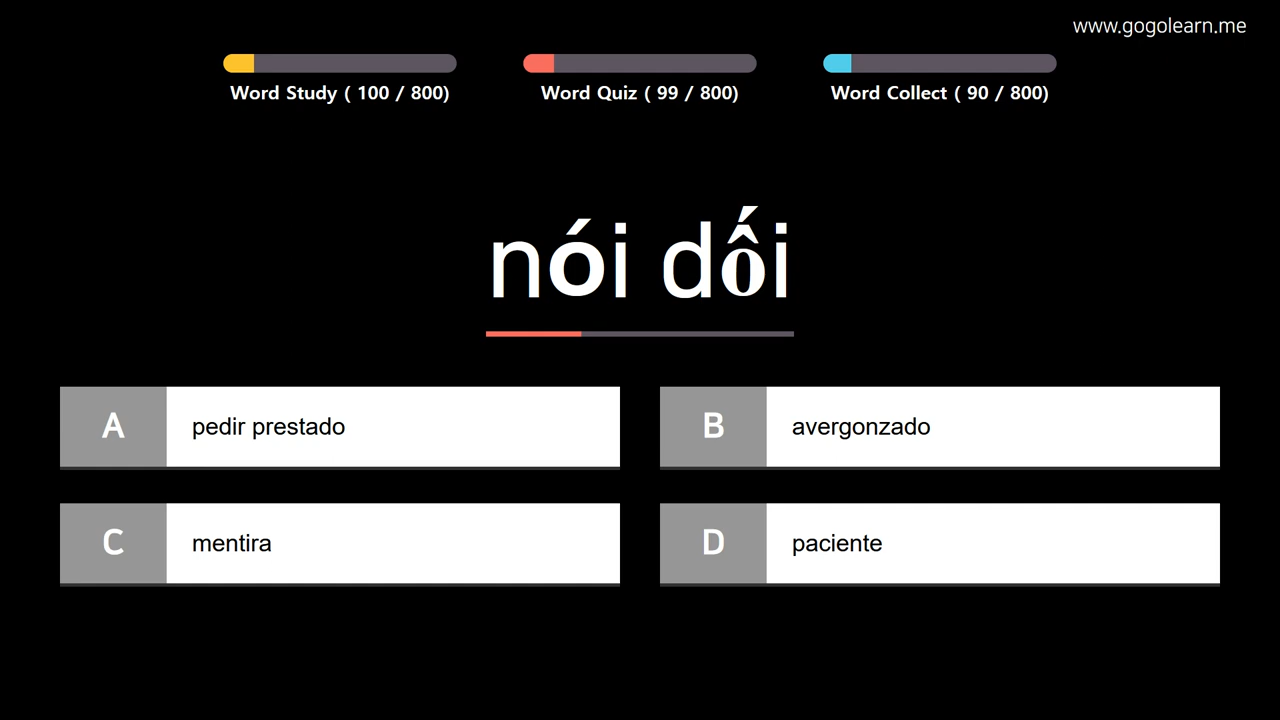 www.gogolearn.me
Word Study ( 100 / 800)
Word Quiz ( 99 / 800)
Word Collect ( 90 / 800)
nói dối
A pedir prestado
B avergonzado
C mentira
D paciente